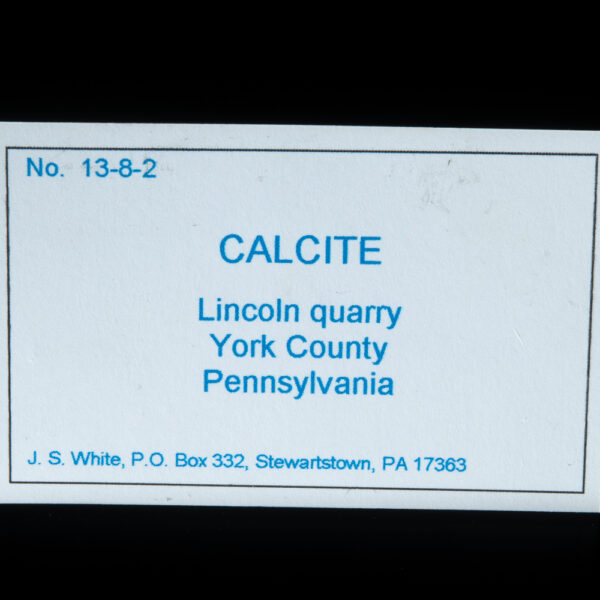 No. 13-8-2
CALCITE
Lincoln quarry
York County
Pennsylvania
J. S. White, P.O. Box 332, Stewartstown, PA 17363